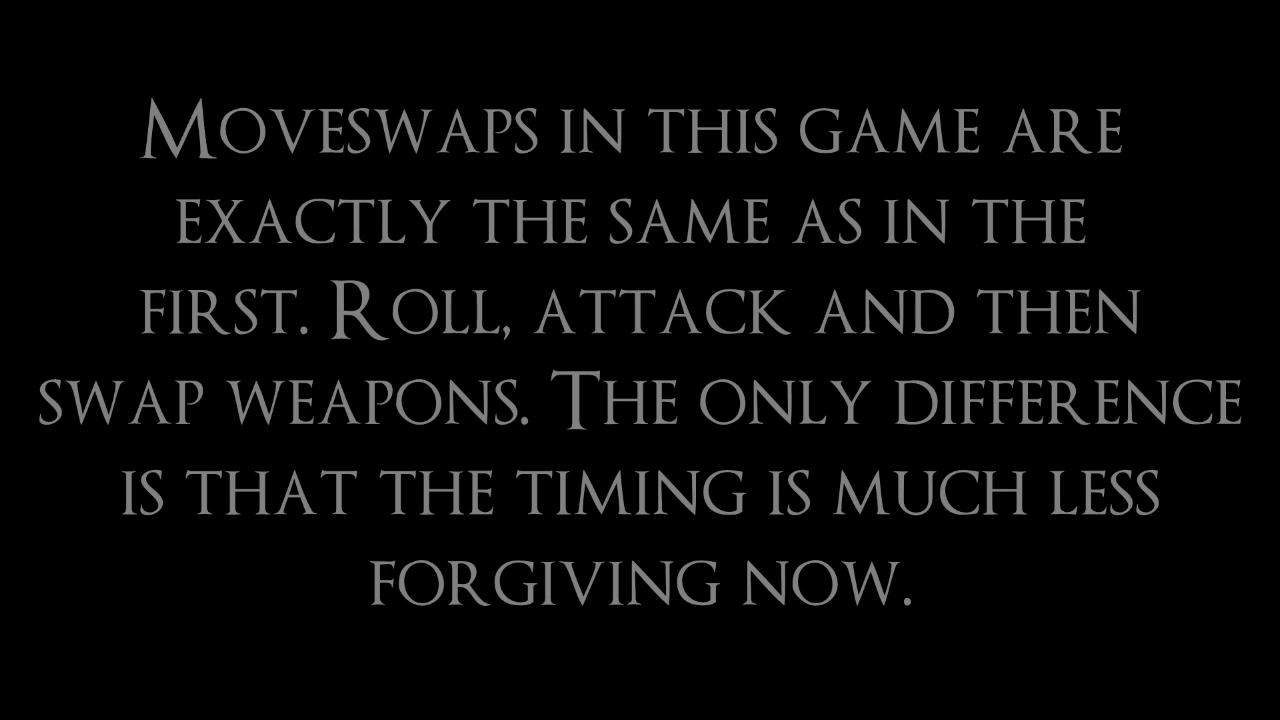 Moveswaps in this game are
exactly the same as in the
first. Roll, attack and then
swap weapons. The only difference
is that the timing is much less
forgiving now.